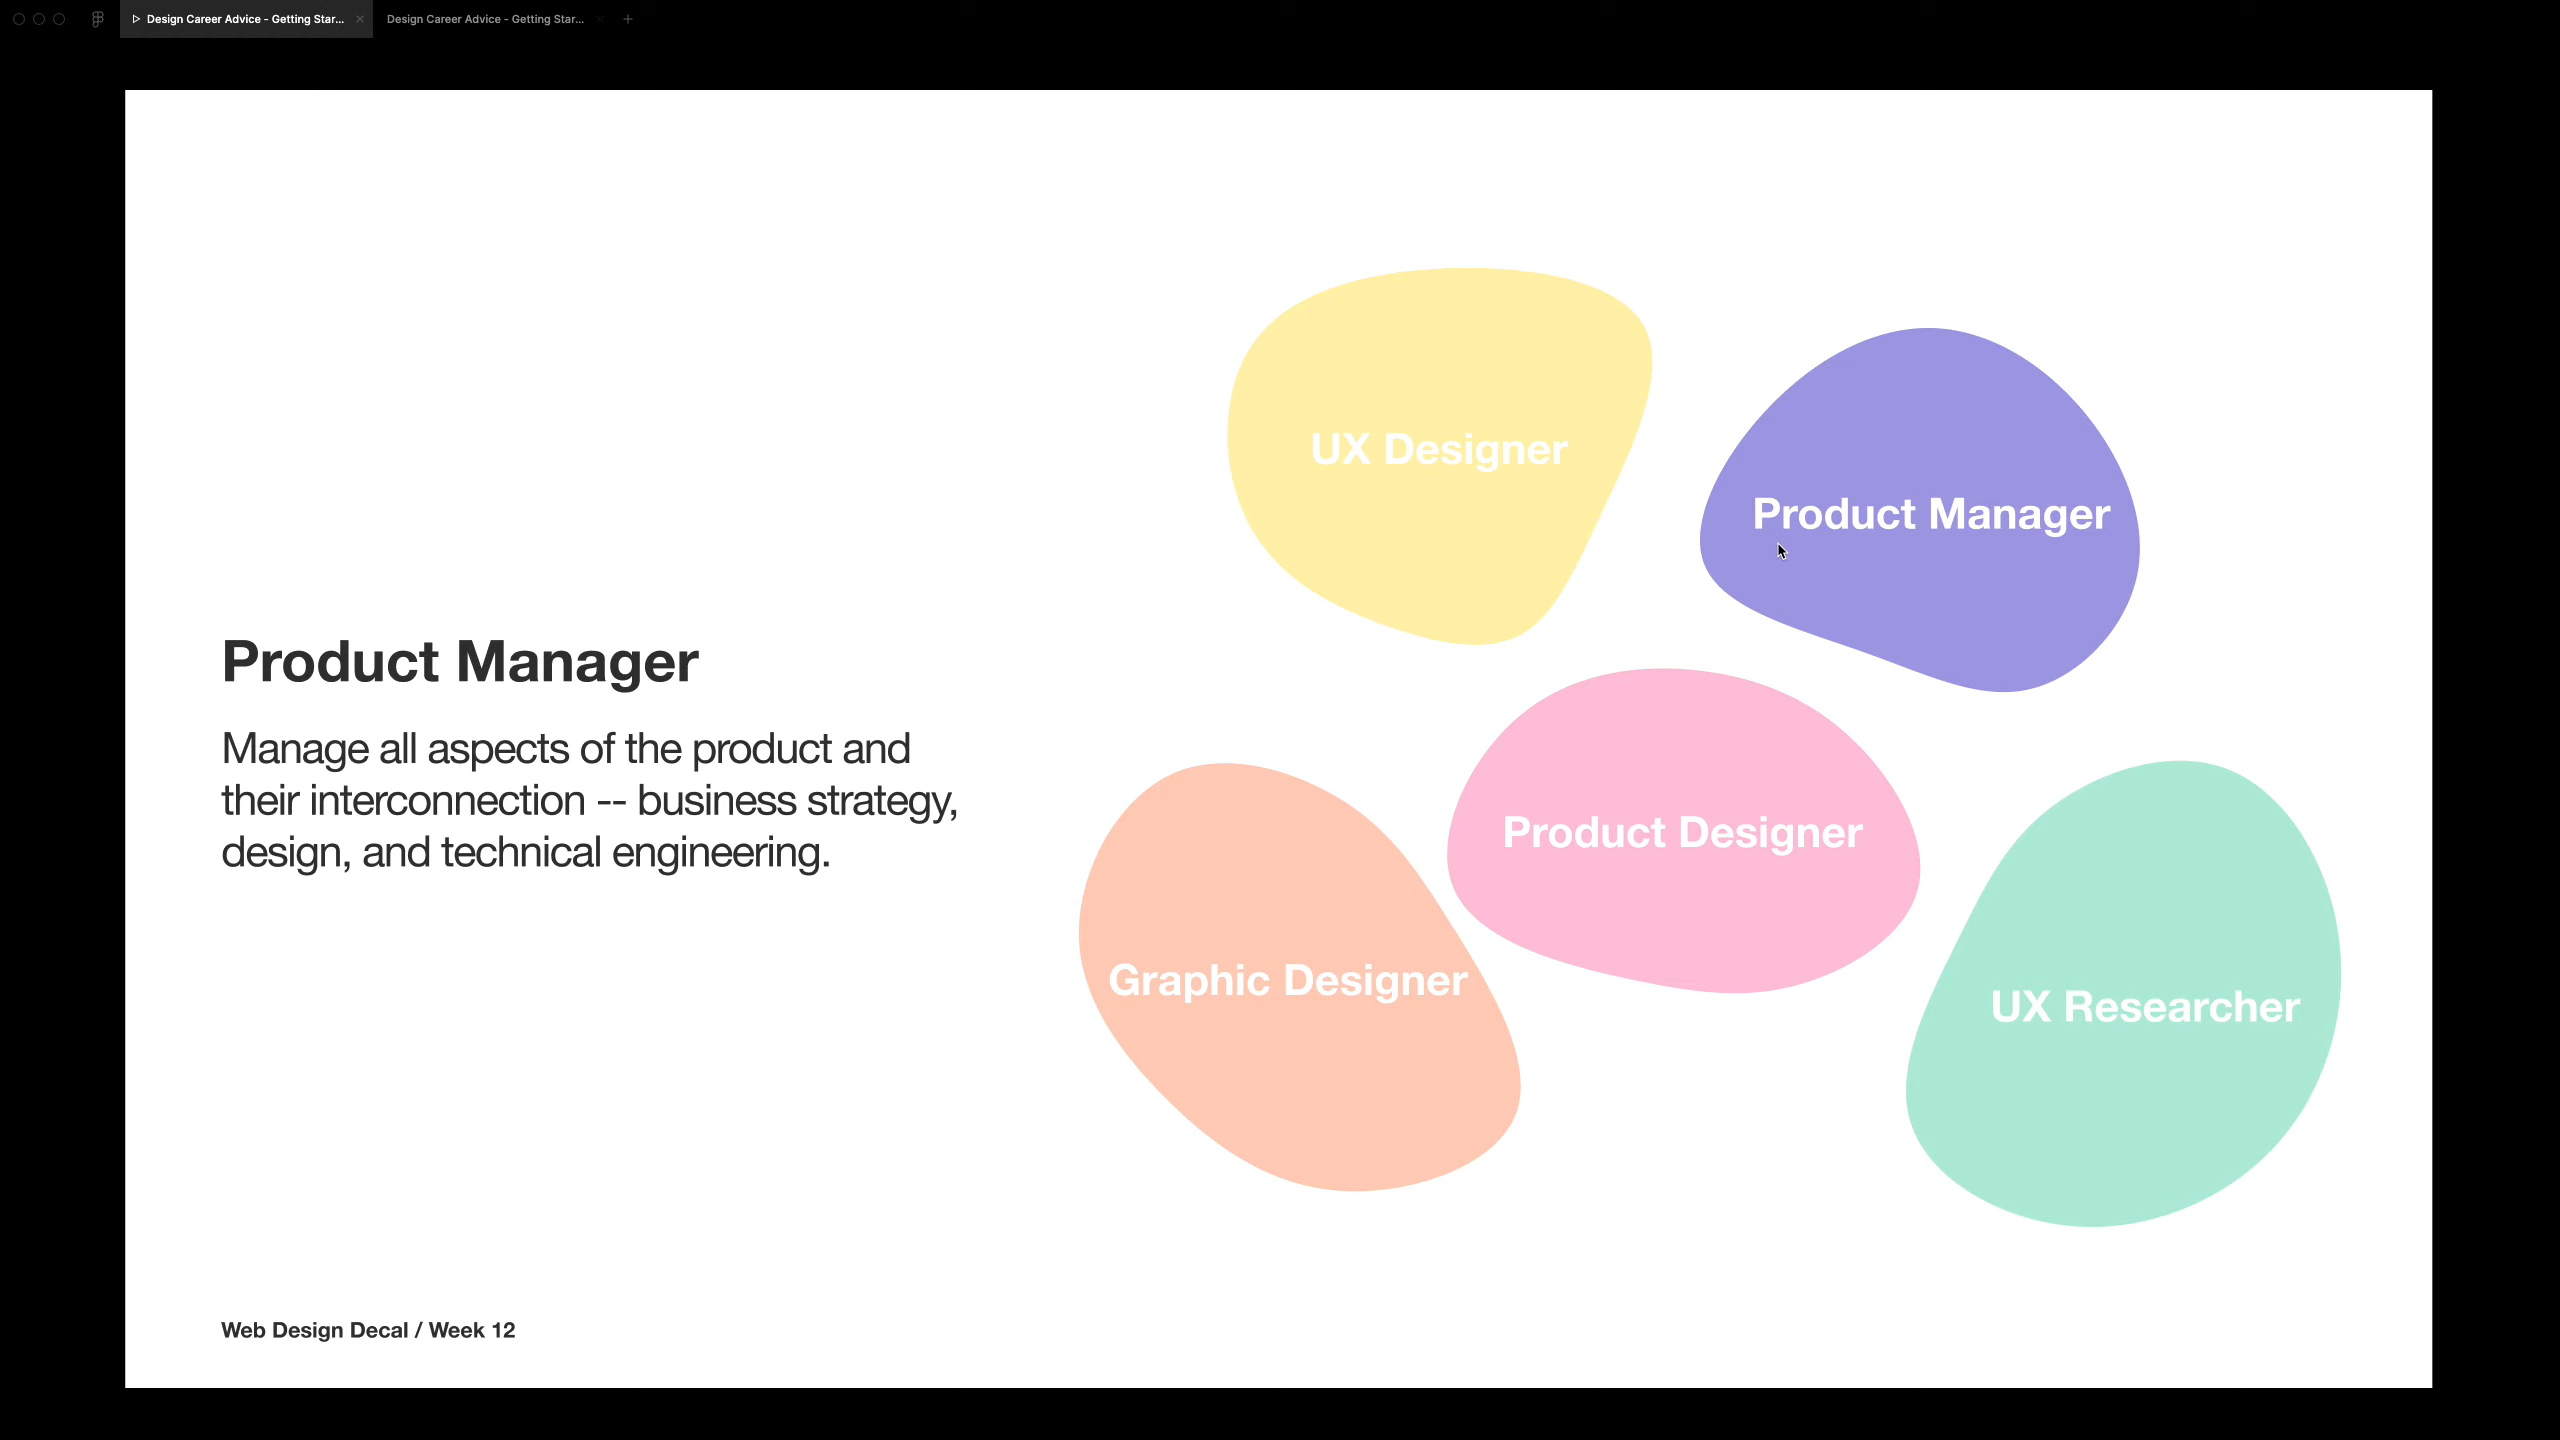 Design Career Advice - Getting Star...
Design Career Advice - Getting Star...
UX Designer
Product Manager
Product Manager
Manage all aspects of the product and
their interconnection -- business strategy,
design, and technical engineering.
Product Designer
Graphic Designer
UX Researcher
Web Design Decal / Week 12